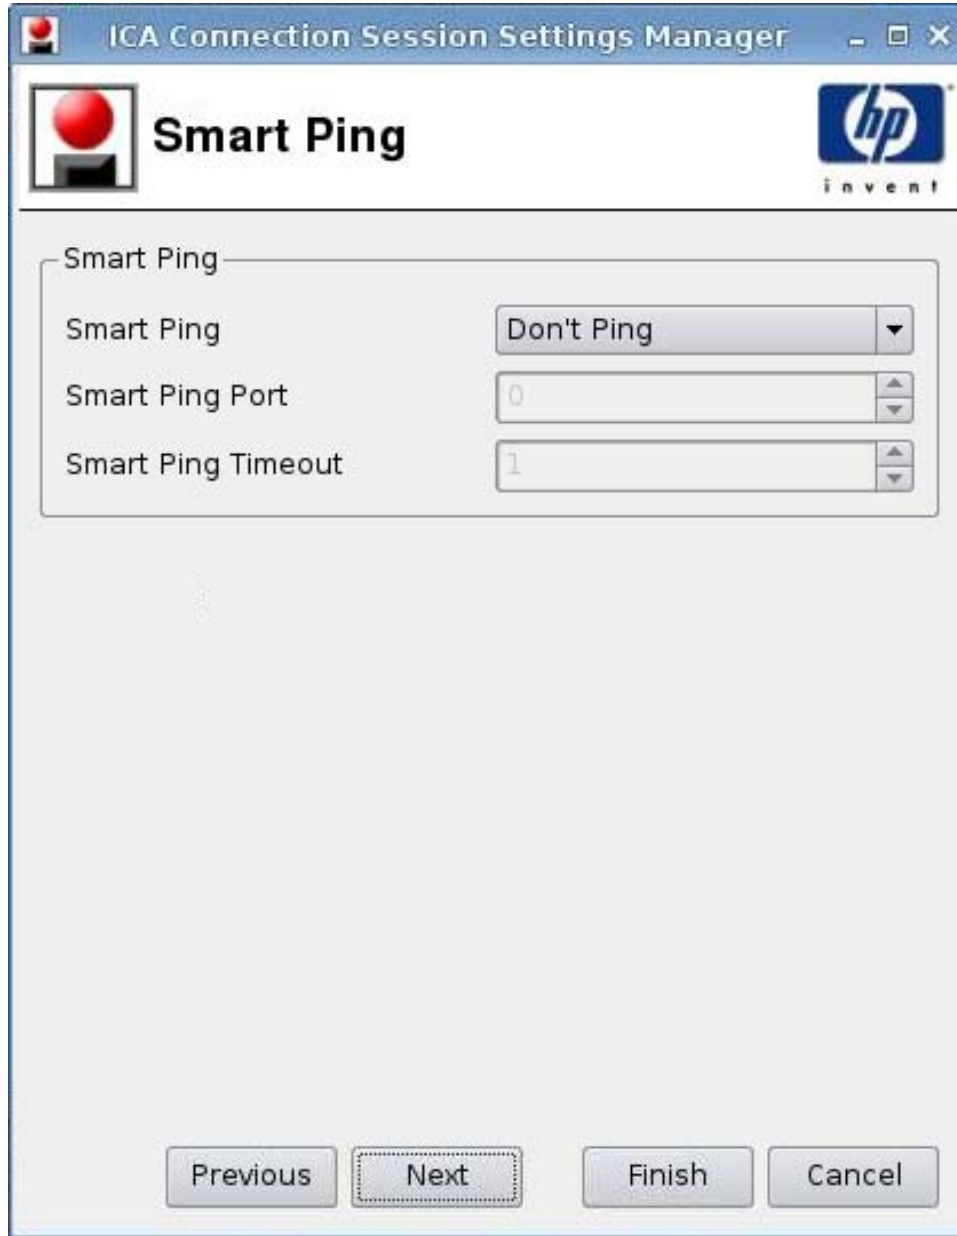 ICA Connection Session Settings Manager
Smart Ping
hp
invent
Smart Ping
Smart Ping Don't Ping
Smart Ping Port 0
Smart Ping Timeout 1
Previous Next Finish Cancel